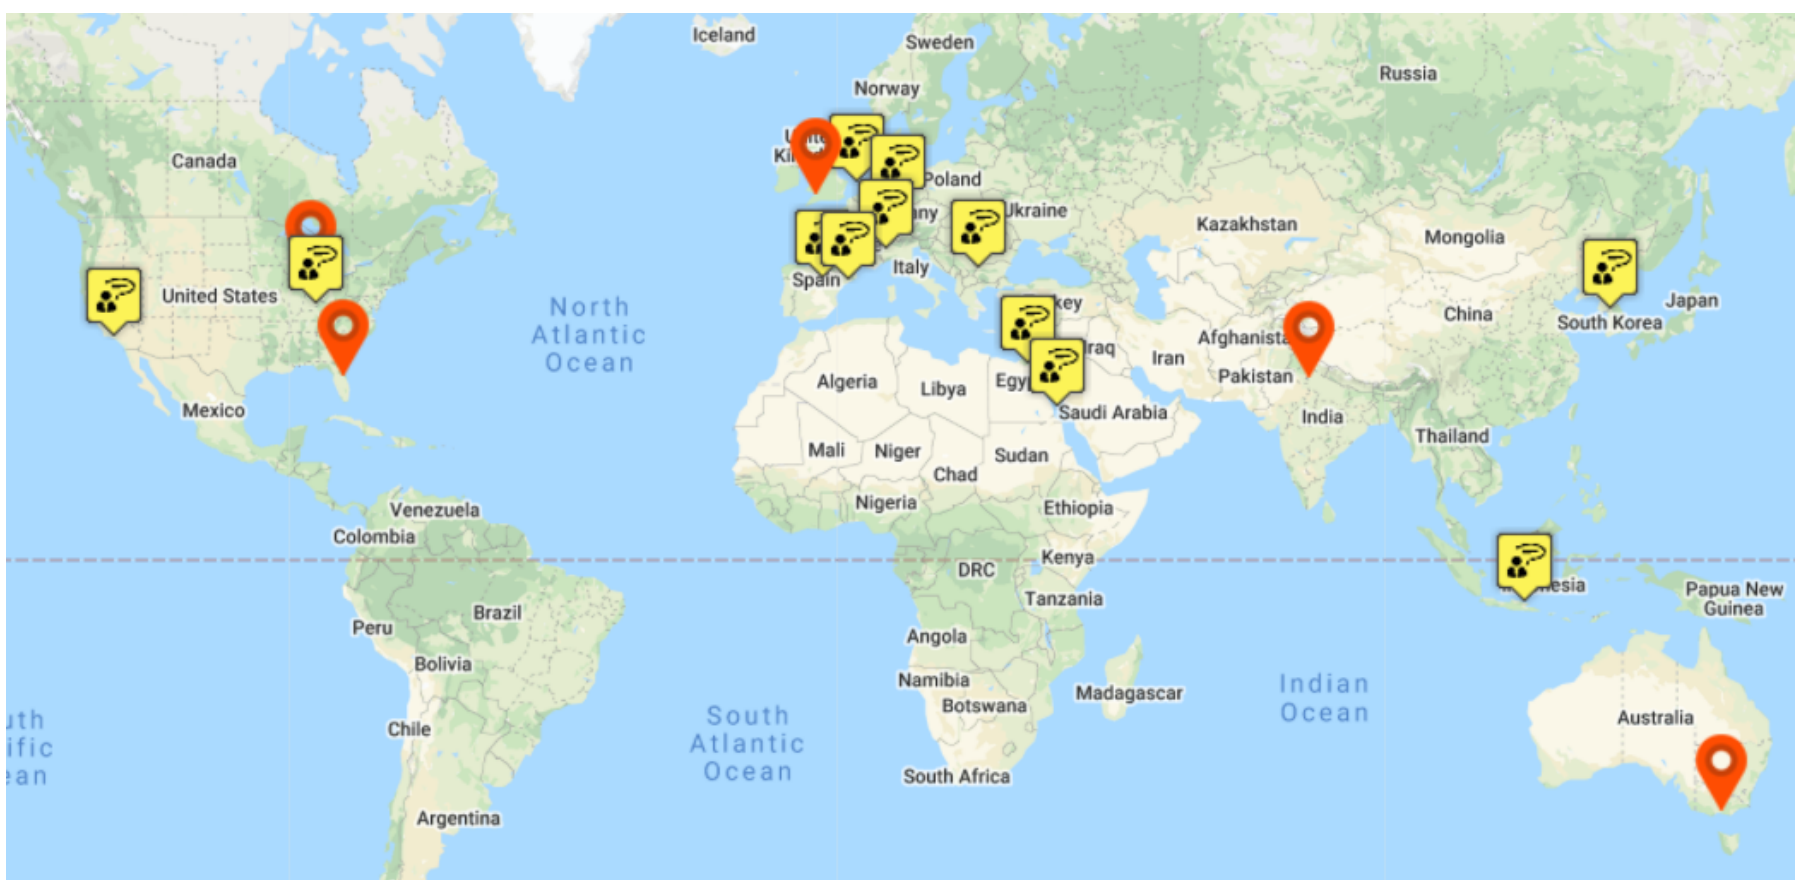 Iceland
Sweden
Norway
Russia
Canada
Poland
Ukraine
Kazakhstan
Mongolia
Italy
Spain
United States
North
Atlantic
Ocean
Japan
China
South Korea
Iran
Pakistan
Algeria
Libya
Mexico
Saudi Arabia
India
Thailand
Mali
Niger
Chad
Sudan
Nigeria
Ethiopia
Venezuela
Colombia
DRC
Kenya
Tanzania
Papua New
Guinea
Brazil
Peru
Bolivia
Angola
Namibia
Botswana
Madagascar
Indian
Ocean
Australia
Chile
South
Atlantic
Ocean
South Africa
Argentina